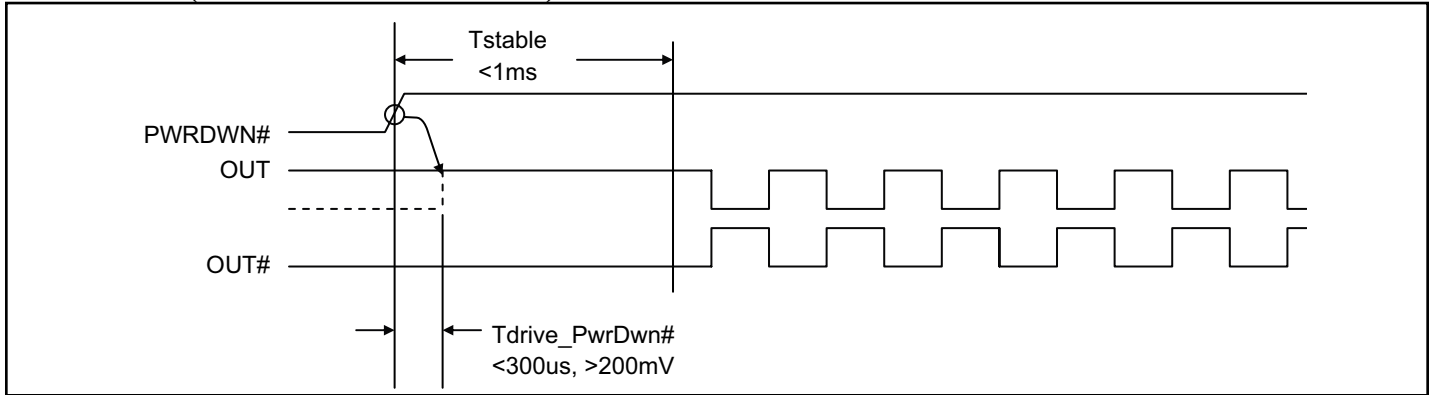 Tstable
<1ms
PWRDWN#
OUT
OUT#
Tdrive_PwrDwn#
<300us, >200mV